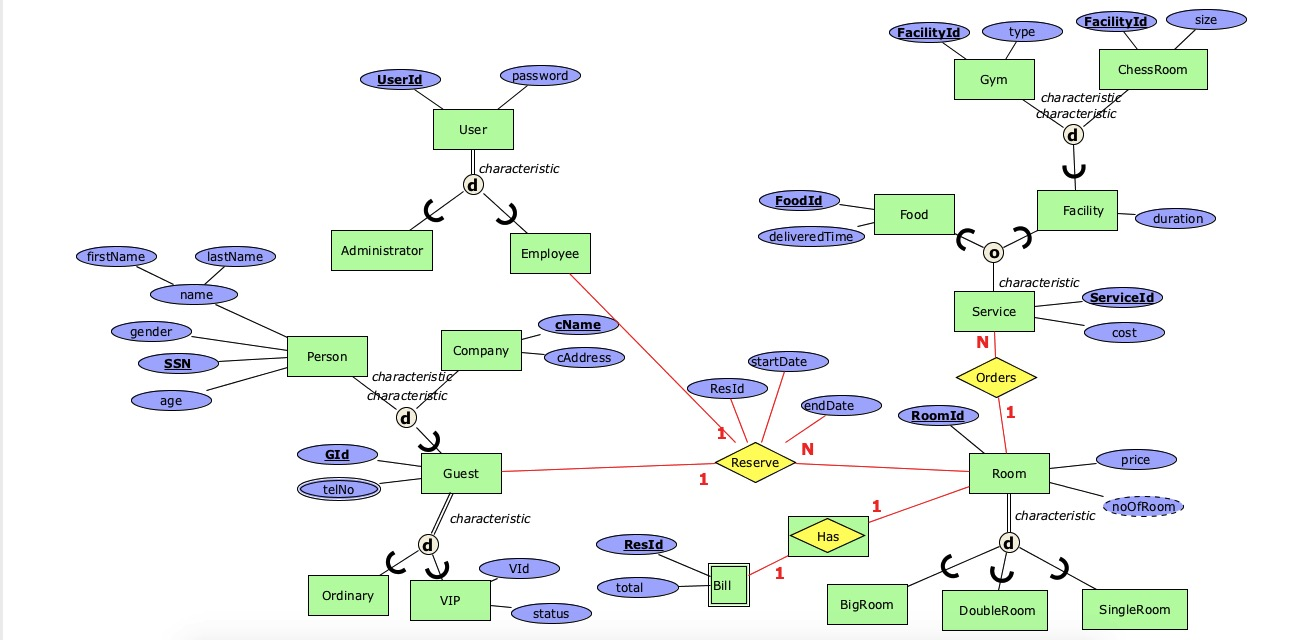 FacilityId
type
FacilityId
size
Gym
ChessRoom
characteristic
characteristic
d
UserId
password
User
characteristic
d
Administrator
Employee
FoodId
deliveredTime
Food
Facility
duration
o
characteristic
Service
ServiceId
cost
N
Orders
1
firstName
lastName
name
gender
SSN
age
Person
Company
cName
cAddress
characteristic
characteristic
d
GId
telNo
Guest
characteristic
d
Ordinary
VIP
VId
status
ResId
startDate
endDate
1
N
Reserve
1
RoomId
Room
price
noOfRoom
characteristic
d
BigRoom
DoubleRoom
SingleRoom
1
Has
1
ResId
total
Bill